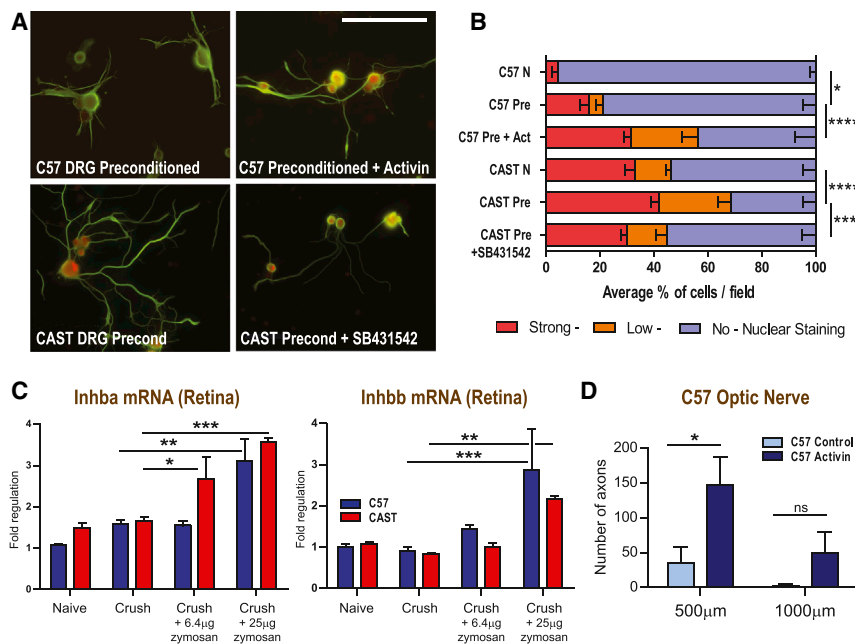 A
C57 DRG Preconditioned
C57 Preconditioned + Activin
CAST DRG Precond
CAST Precond + SB431542
B
C57 N
C57 Pre
C57 Pre + Act
CAST N
CAST Pre
CAST Pre
+SB431542
*
****
****
***
0 20 40 60 80 100
Average % of cells / field
Strong - Low - No - Nuclear Staining
C
Inhba mRNA (Retina)
Fold regulation
4
3
2
1
***
**
*
Naive Crush Crush Crush
+ 6.4µg + 25µg
zymosan zymosan
Inhbb mRNA (Retina)
Fold regulation
4
3
2
1
**
***
C57
CAST
Naive Crush Crush Crush
+ 6.4µg + 25µg
zymosan zymosan
D
C57 Optic Nerve
C57 Control
C57 Activin
Number of axons
200
150
100
50
0
*
ns
500µm 1000µm